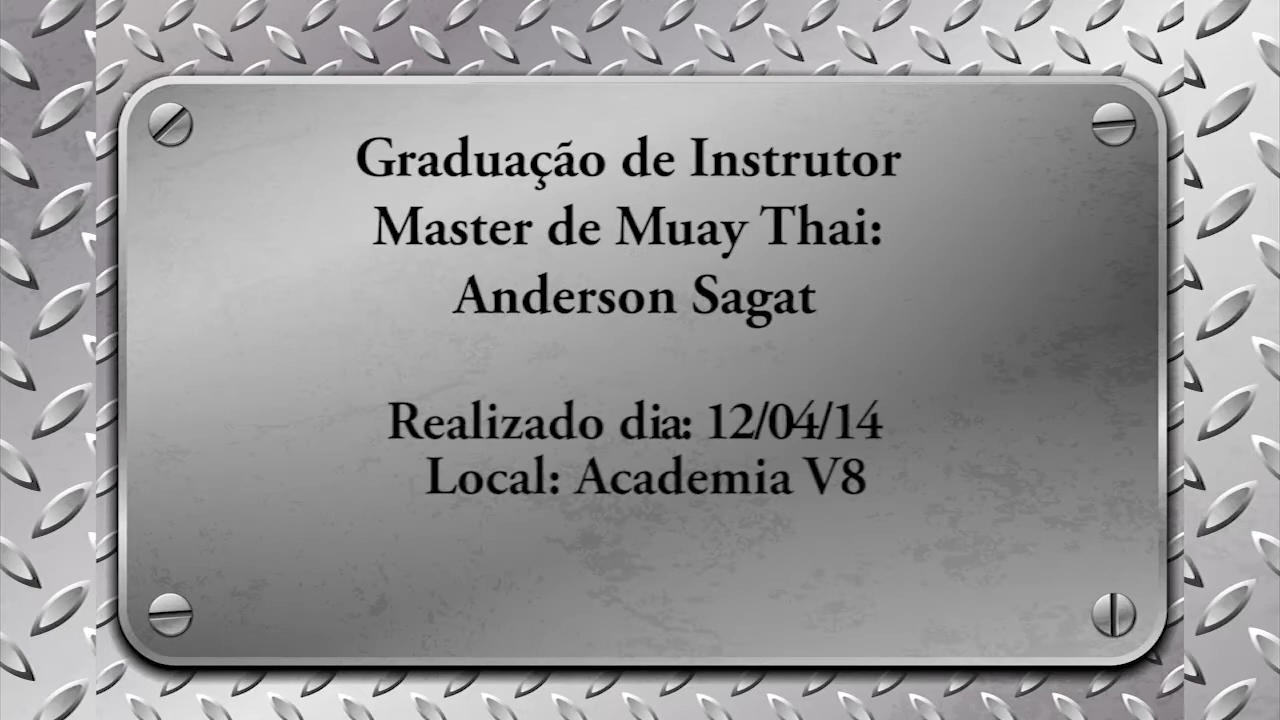 Graduação de Instrutor
Master de Muay Thai:
Anderson Sagat
Realizado dia: 12/04/14
Local: Academia V8